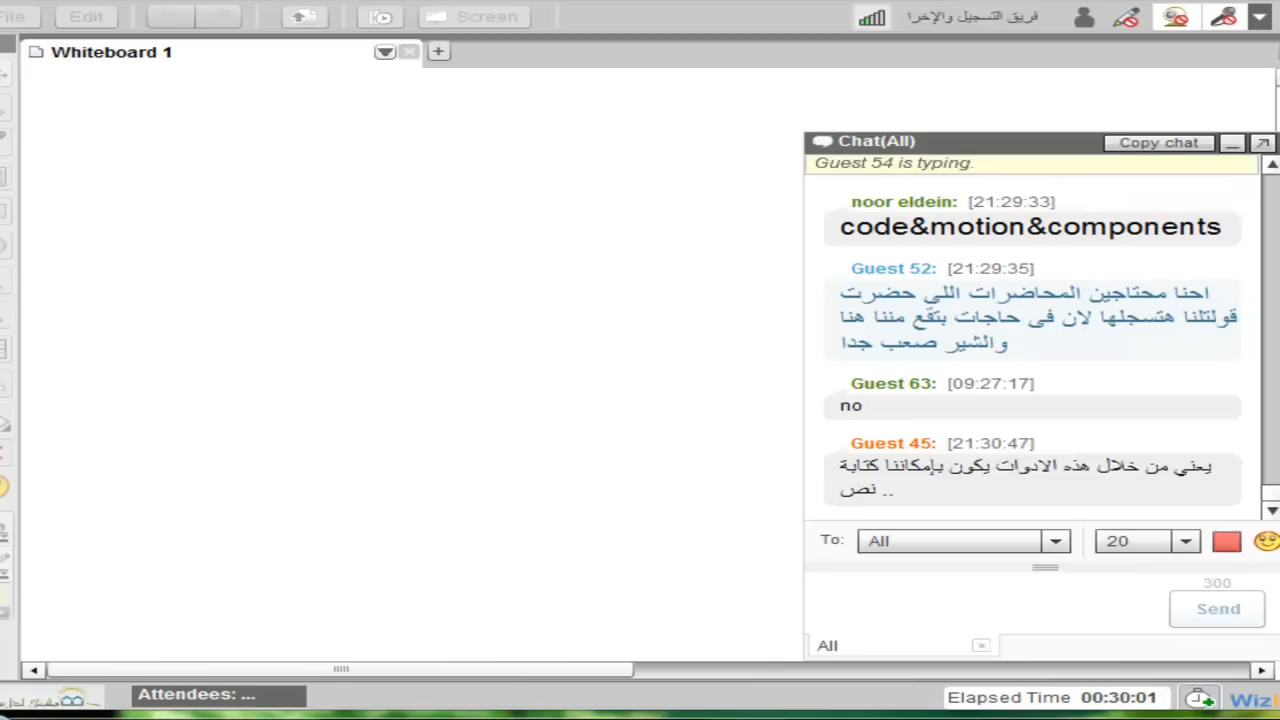 File Edit Screen
فريق التسجيل والإخرا
Whiteboard 1
Chat(All) Copy chat
Guest 54 is typing.
noor eldein: [21:29:33]
code&motion&components
Guest 52: [21:29:35]
احنا محتاجين المحاضرات اللى حضرت
قولتلنا هتسجلها لان فى حاجات بتقع مننا هنا
والشير صعب جدا
Guest 63: [09:27:17]
no
Guest 45: [21:30:47]
يعني من خلال هذه الادوات يكون بإمكاننا كتابة
نص ..
To: All 20
300
Send
All
Attendees: ...
Elapsed Time 00:30:01